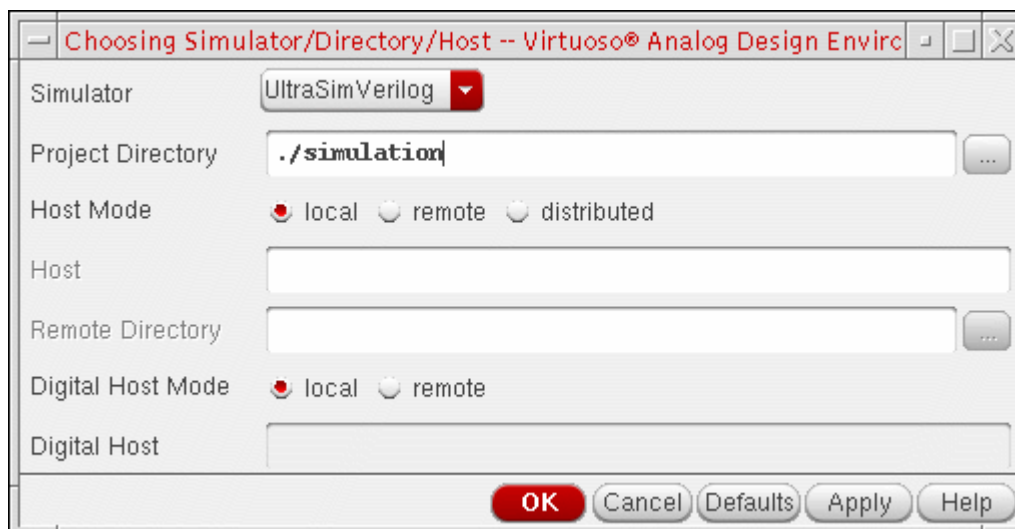 Choosing Simulator/Directory/Host -- Virtuoso® Analog Design Envirc
Simulator UltraSimVerilog
Project Directory ./simulation ...
Host Mode local remote distributed
Host
Remote Directory ...
Digital Host Mode local remote
Digital Host
OK Cancel Defaults Apply Help